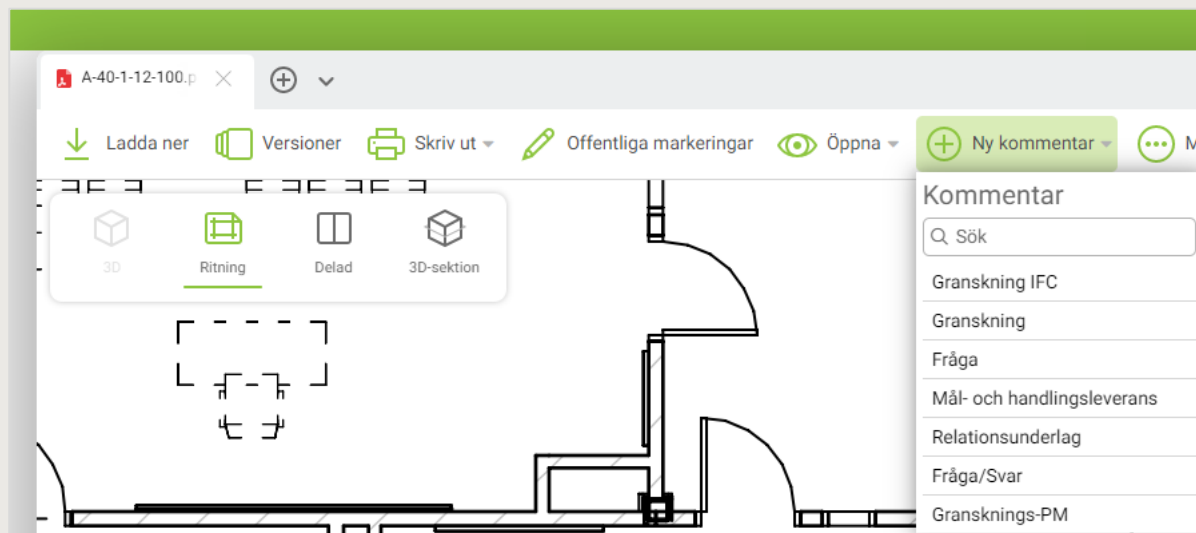 A-40-1-12-100.p
Ladda ner Versioner Skriv ut Offentliga markeringar Öppna Ny kommentar M
3D Ritning Delad 3D-sektion
Kommentar
Sök
Granskning IFC
Granskning
Fråga
Mål- och handlingsleverans
Relationsunderlag
Fråga/Svar
Gransknings-PM